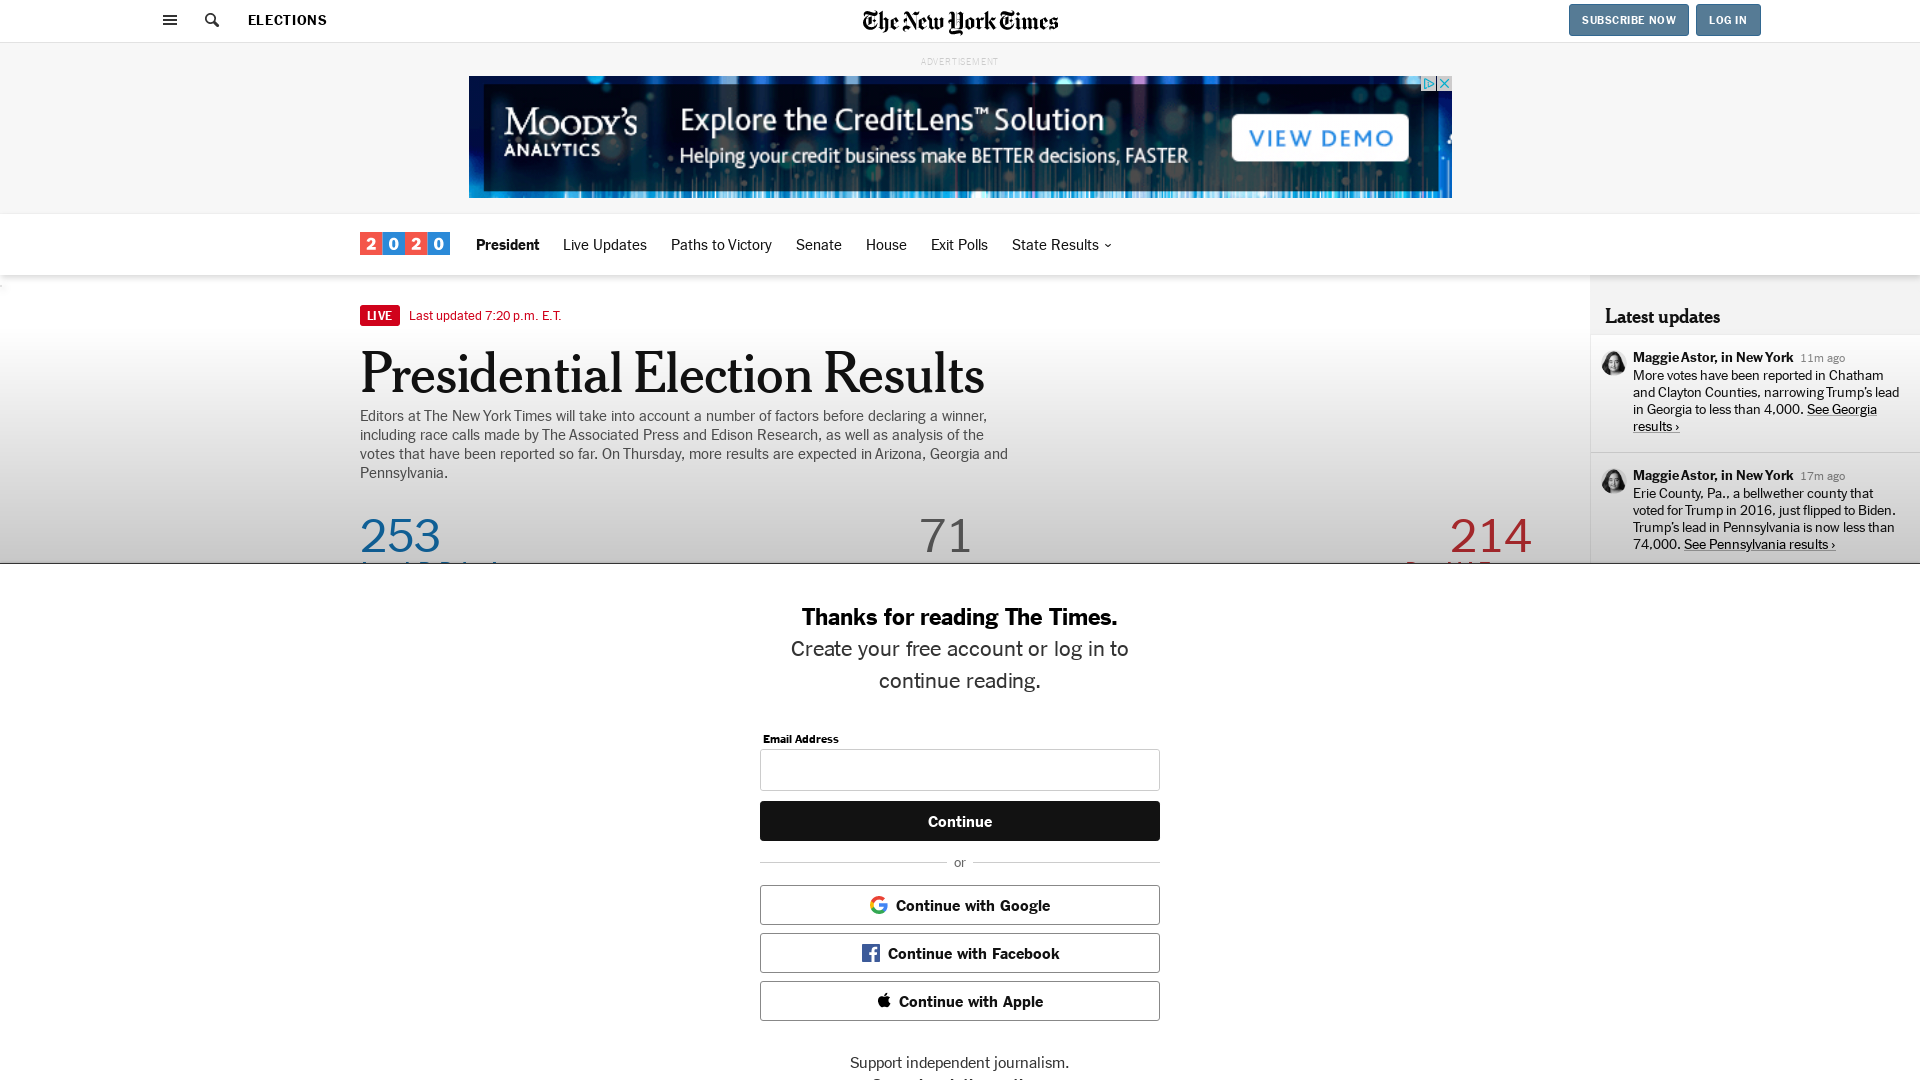 ELECTIONS
The New York Times
SUBSCRIBE NOW
LOG IN
ADVERTISEMENT
MOODY'S
ANALYTICS
Explore the CreditLens™ Solution
Helping your credit business make BETTER decisions, FASTER
VIEW DEMO
2020
President
Live Updates
Paths to Victory
Senate
House
Exit Polls
State Results
LIVE
Last updated 7:20 p.m. E.T.
Presidential Election Results
Editors at The New York Times will take into account a number of factors before declaring a winner,
including race calls made by The Associated Press and Edison Research, as well as analysis of the
votes that have been reported so far. On Thursday, more results are expected in Arizona, Georgia and
Pennsylvania.
253
71
214
Latest updates
Maggie Astor, in New York 11m ago
More votes have been reported in Chatham
and Clayton Counties, narrowing Trump's lead
in Georgia to less than 4,000. See Georgia
results ›
Maggie Astor, in New York 17m ago
Erie County, Pa., a bellwether county that
voted for Trump in 2016, just flipped to Biden.
Trump's lead in Pennsylvania is now less than
74,000. See Pennsylvania results ›
Thanks for reading The Times.
Create your free account or log in to
continue reading.
Email Address
Continue
or
Continue with Google
Continue with Facebook
Continue with Apple
Support independent journalism.